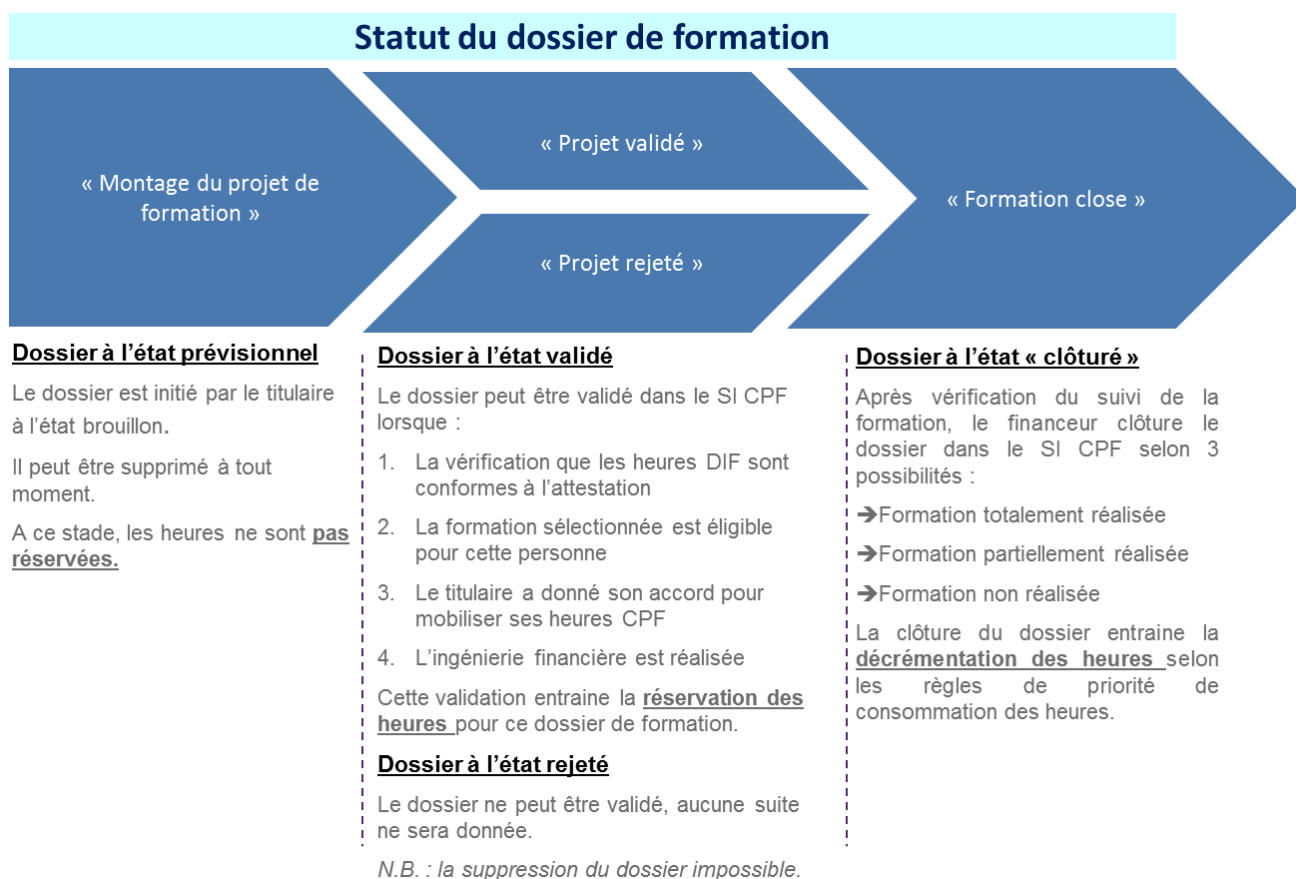 Statut du dossier de formation
« Montage du projet de
formation »
« Projet validé »
« Projet rejeté »
« Formation close »
Dossier à l’état prévisionnel
Le dossier est initié par le titulaire
à l’état brouillon.
Il peut être supprimé à tout
moment.
A ce stade, les heures ne sont pas
réservées.
Dossier à l’état validé
Le dossier peut être validé dans le SI CPF
lorsque :
1. La vérification que les heures DIF sont
conformes à l’attestation
2. La formation sélectionnée est éligible
pour cette personne
3. Le titulaire a donné son accord pour
mobiliser ses heures CPF
4. L’ingénierie financière est réalisée
Cette validation entraine la réservation des
heures pour ce dossier de formation.
Dossier à l’état rejeté
Le dossier ne peut être validé, aucune suite
ne sera donnée.
N.B. : la suppression du dossier impossible.
Dossier à l’état « clôturé »
Après vérification du suivi de la
formation, le financeur clôture le
dossier dans le SI CPF selon 3
possibilités :
➔Formation totalement réalisée
➔Formation partiellement réalisée
➔Formation non réalisée
La clôture du dossier entraine la
décrémentation des heures selon
les règles de priorité de
consommation des heures.